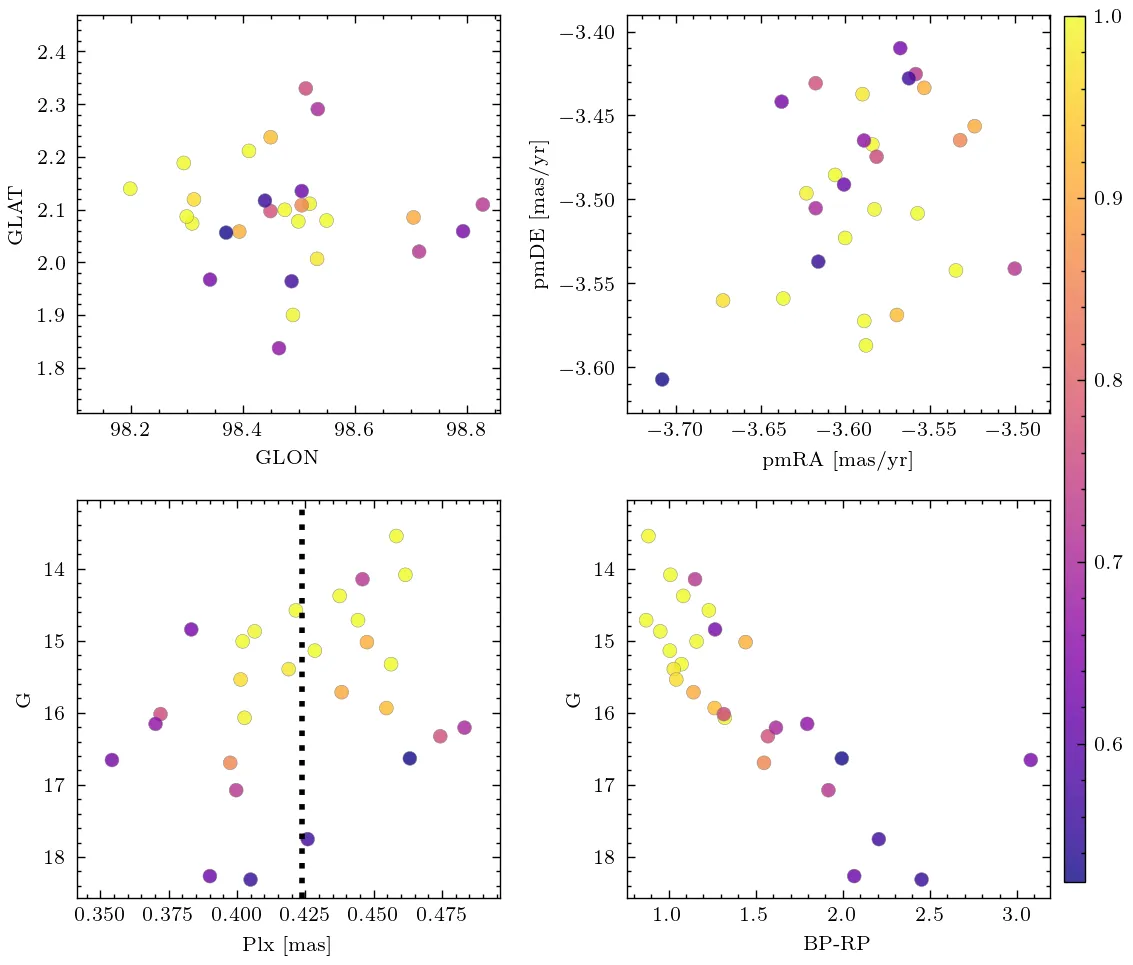 2.4
2.3
2.2
2.1
2.0
1.9
1.8
GLAT
98.2 98.4 98.6 98.8
GLON
−3.40
−3.45
−3.50
−3.55
−3.60
pmDE [mas/yr]
−3.70 −3.65 −3.60 −3.55 −3.50
pmRA [mas/yr]
1.0
0.9
0.8
0.7
0.6
14
15
16
17
18
G
0.350 0.375 0.400 0.425 0.450 0.475
Plx [mas]
14
15
16
17
18
G
1.0 1.5 2.0 2.5 3.0
BP-RP